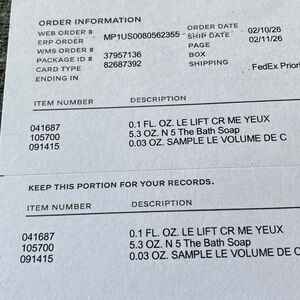 ORDER INFORMATION
WEB ORDER # MP1US0080562355 ORDER DATE 02/10/26
ERP ORDER SHIP DATE 02/11/26
WMS ORDER # 37957136 PAGE
PACKAGE ID # 82687392 BOX
CARD TYPE SHIPPING .FedEx Prior
ENDING IN
ITEM NUMBER DESCRIPTION
041687 0.1 FL. OZ. LE LIFT CR ME YEUX
105700 5.3 OZ. N 5 The Bath Soap
091415 0.03 OZ. SAMPLE LE VOLUME DE C
KEEP THIS PORTION FOR YOUR RECORDS.
ITEM NUMBER DESCRIPTION
041687 0.1 FL. OZ. LE LIFT CR ME YEUX
105700 5.3 OZ. N 5 The Bath Soap
091415 0.03 OZ. SAMPLE LE VOLUME DE C